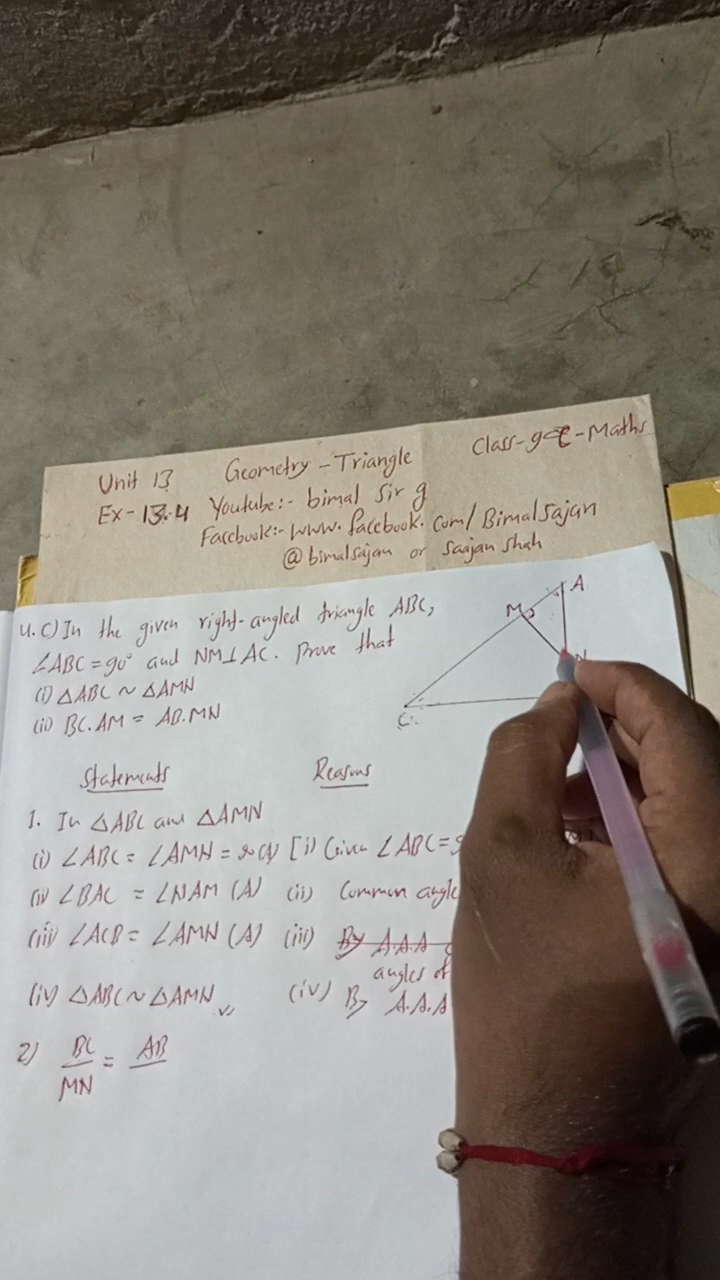 Unit 13 Geometry - Triangle Class-9 - Maths
Ex- 13.4 Youtube:- bimal sir g
Facebook:- www.facebook.com/Bimalsajan
@bimalsajan or saajan shah
4.c) In the given right-angled triangle ABC,
∠ABC = 90° and NM⊥AC. Prove that
(i) △ABC ~ △AMN
(ii) BC.AM = AB.MN
A
M
N
C
Statements Reasons
1. In △ABC and △AMN
(i) ∠ABC = ∠AMN = 90 (A) (i) Given ∠ABC=9
(ii) ∠BAC = ∠NAM (A) (ii) Common angle
(iii) ∠ACB = ∠AMN (A) (iii) By A.A.A
angles of
(iv) △ABC ~ △AMN (iv) By A.A.A
2) BC/MN = AB